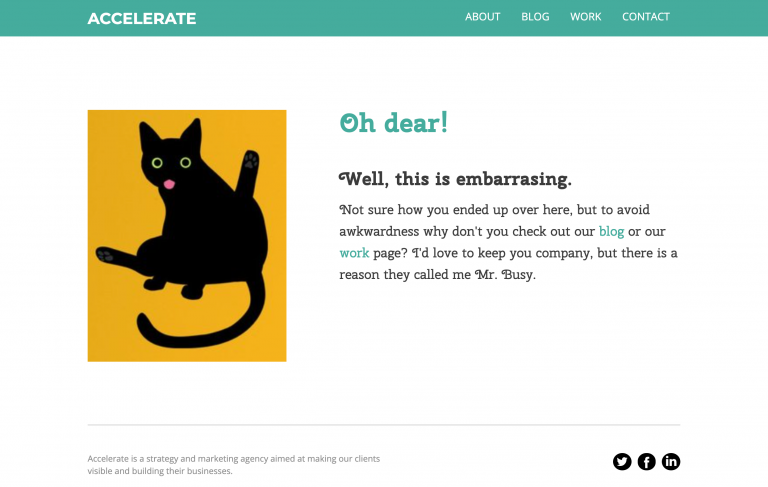 ACCELERATE
ABOUT BLOG WORK CONTACT
Oh dear!
Well, this is embarrasing.
Not sure how you ended up over here, but to avoid
awkwardness why don't you check out our blog or our
work page? I'd love to keep you company, but there is a
reason they called me Mr. Busy.
Accelerate is a strategy and marketing agency aimed at making our clients
visible and building their businesses.